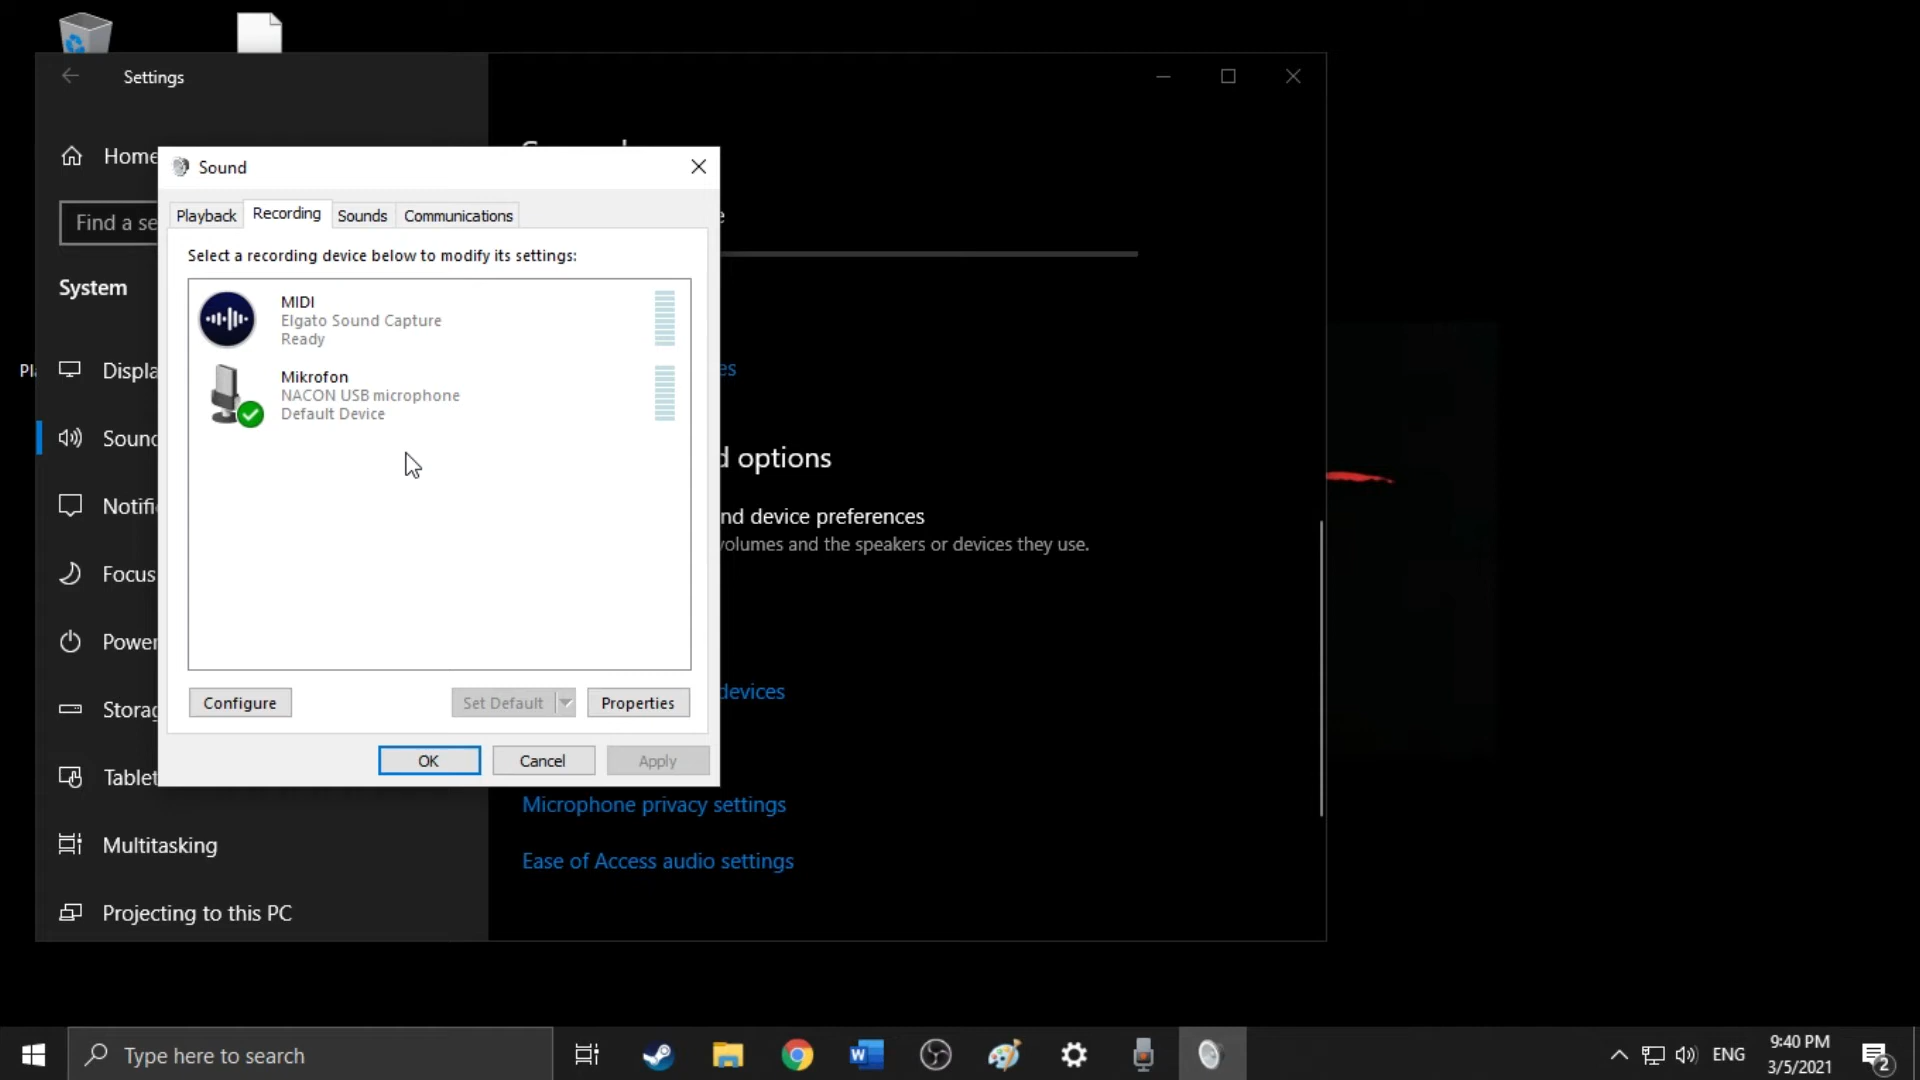 Settings
Home
Find a se
System
Displa
Sound
Notifi
Focus
Power
Storag
Tablet
Multitasking
Projecting to this PC
Sound
Playback
Recording
Sounds
Communications
Select a recording device below to modify its settings:
MIDI
Elgato Sound Capture
Ready
Mikrofon
NACON USB microphone
Default Device
Configure
Set Default
Properties
OK
Cancel
Apply
e
es
d options
nd device preferences
volumes and the speakers or devices they use.
devices
Microphone privacy settings
Ease of Access audio settings
Pl
Type here to search
W
ENG
9:40 PM
3/5/2021
2